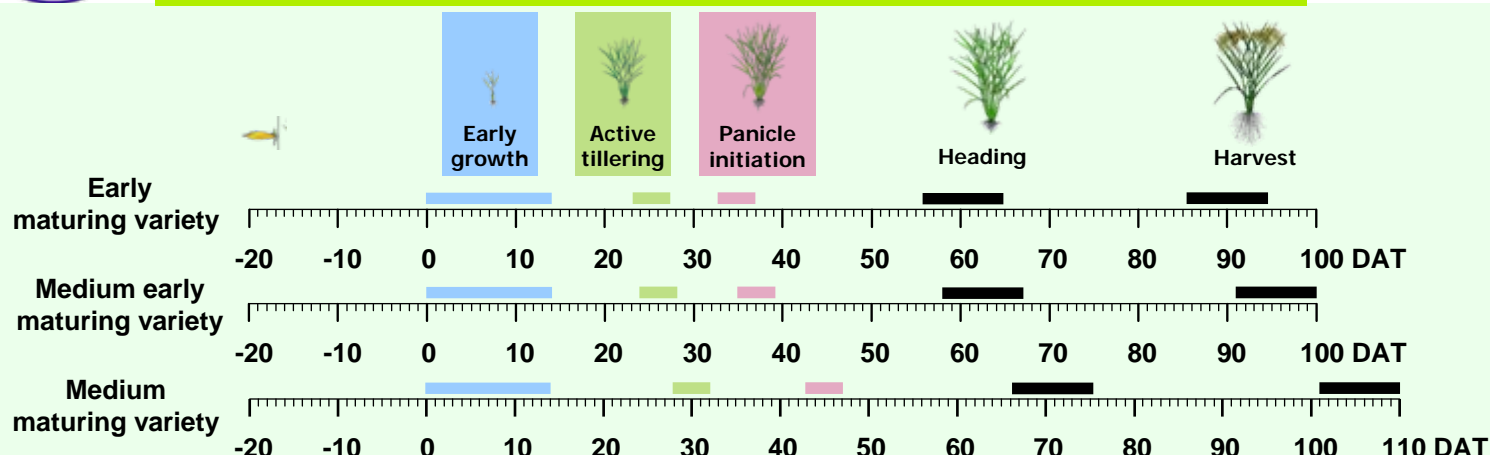 Early
growth
Active
tillering
Panicle
initiation
Heading
Harvest
Early
maturing variety
-20 -10 0 10 20 30 40 50 60 70 80 90 100 DAT
Medium early
maturing variety
-20 -10 0 10 20 30 40 50 60 70 80 90 100 DAT
Medium
maturing variety
-20 -10 0 10 20 30 40 50 60 70 80 90 100 110 DAT